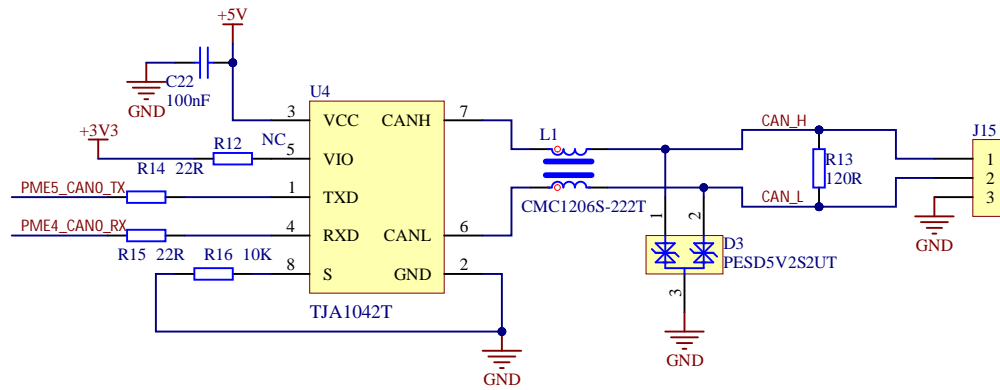 +5V
C22
100nF
GND
U4
3
VCC
CANH
7
+3V3
R12
NC
5
VIO
R14 22R
PME5_CAN0_TX
1
TXD
PME4_CAN0_RX
4
RXD
CANL
6
R15 22R
R16 10K
8
S
GND
2
TJA1042T
GND
L1
CMC1206S-222T
CAN_H
CAN_L
R13
120R
J15
1
2
3
GND
1
2
D3
PESD5V2S2UT
3
GND